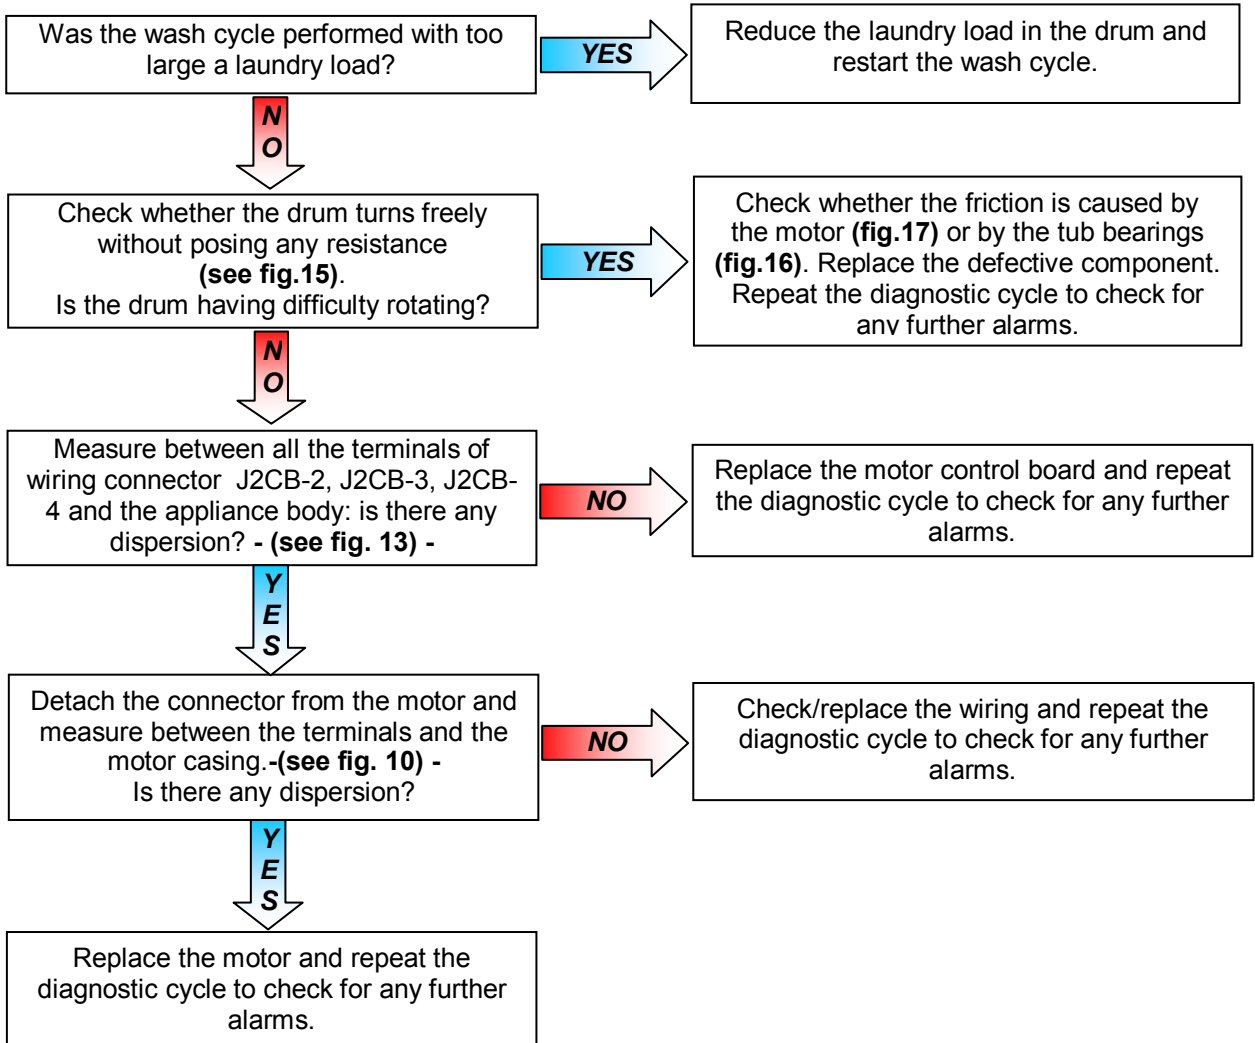 Was the wash cycle performed with too
large a laundry load?
YES
Reduce the laundry load in the drum and
restart the wash cycle.
N
O
Check whether the drum turns freely
without posing any resistance
(see fig.15).
Is the drum having difficulty rotating?
YES
Check whether the friction is caused by
the motor (fig.17) or by the tub bearings
(fig.16). Replace the defective component.
Repeat the diagnostic cycle to check for
any further alarms.
N
O
Measure between all the terminals of
wiring connector J2CB-2, J2CB-3, J2CB-
4 and the appliance body: is there any
dispersion? - (see fig. 13) -
NO
Replace the motor control board and repeat
the diagnostic cycle to check for any further
alarms.
Y
E
S
Detach the connector from the motor and
measure between the terminals and the
motor casing.-(see fig. 10) -
Is there any dispersion?
NO
Check/replace the wiring and repeat the
diagnostic cycle to check for any further
alarms.
Y
E
S
Replace the motor and repeat the
diagnostic cycle to check for any further
alarms.